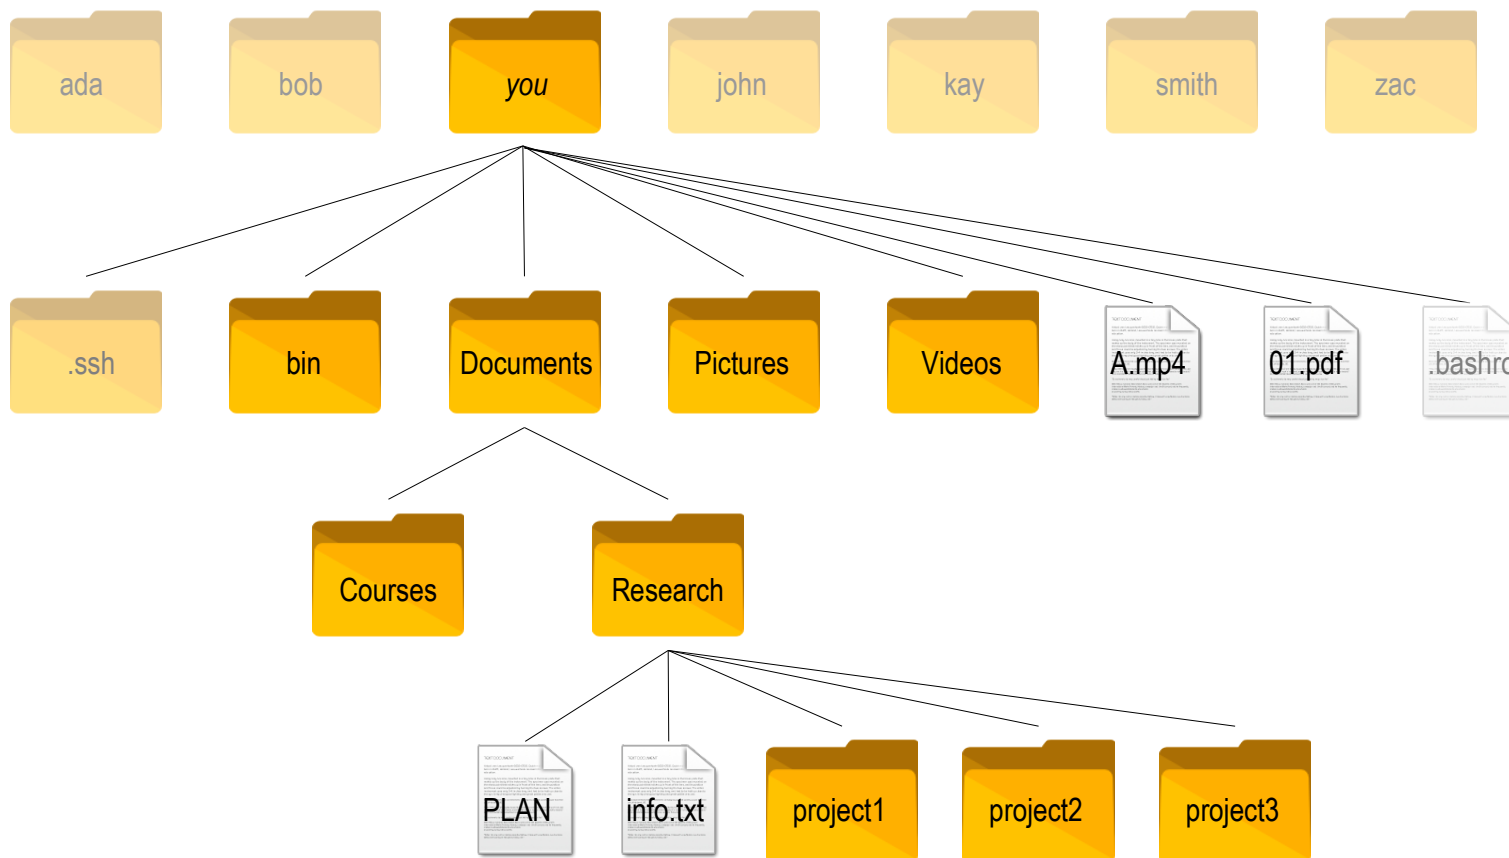 ada
bob
you
john
kay
smith
zac
.ssh
bin
Documents
Pictures
Videos
A.mp4
01.pdf
.bashrc
Courses
Research
PLAN
info.txt
project1
project2
project3